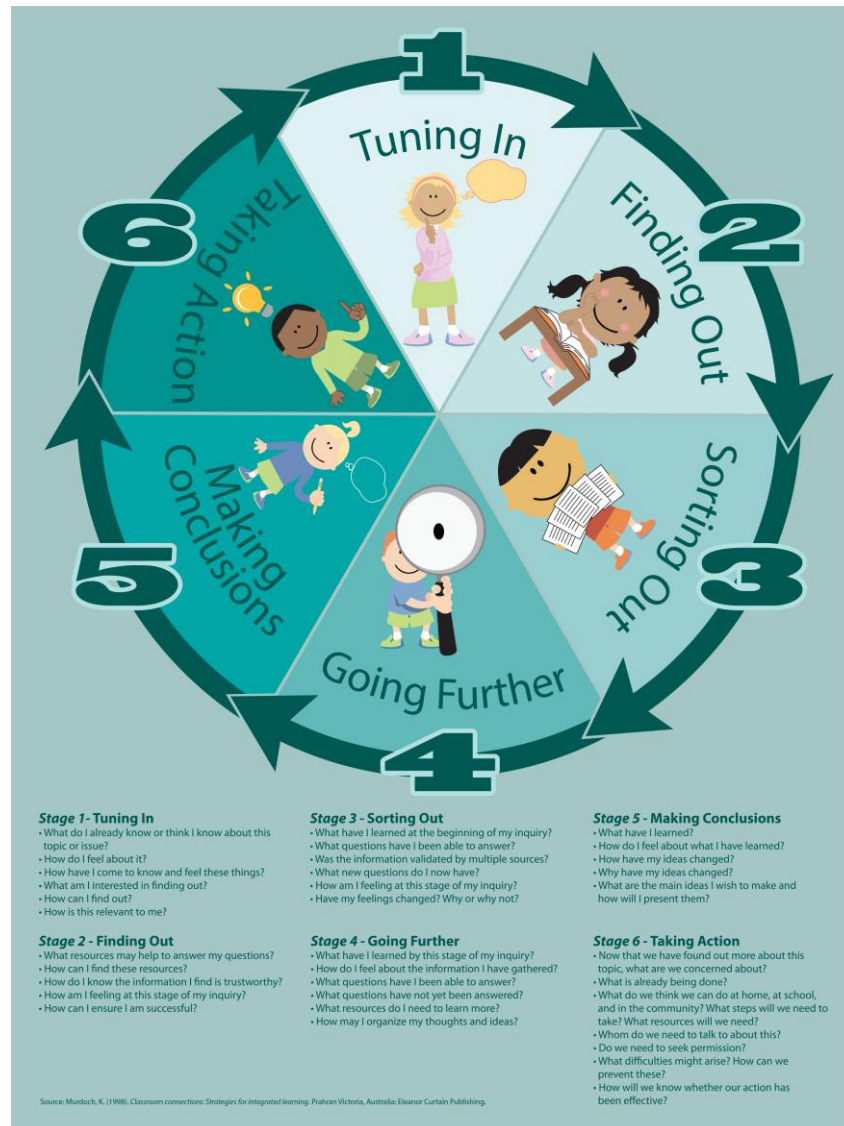 1
Tuning In
2
Finding Out
3
Sorting Out
4
Going Further
5
Making
Conclusions
6
Taking Action
Stage 1- Tuning In
• What do I already know or think I know about this
topic or issue?
• How do I feel about it?
• How have I come to know and feel these things?
• What am I interested in finding out?
• How can I find out?
• How is this relevant to me?
Stage 2 - Finding Out
• What resources may help to answer my questions?
• How can I find these resources?
• How do I know the information I find is trustworthy?
• How am I feeling at this stage of my inquiry?
• How can I ensure I am successful?
Stage 3 - Sorting Out
• What have I learned at the beginning of my inquiry?
• What questions have I been able to answer?
• Was the information validated by multiple sources?
• What new questions do I now have?
• How am I feeling at this stage of my inquiry?
• Have my feelings changed? Why or why not?
Stage 4 - Going Further
• What have I learned by this stage of my inquiry?
• How do I feel about the information I have gathered?
• What questions have I been able to answer?
• What questions have not yet been answered?
• What resources do I need to learn more?
• How may I organize my thoughts and ideas?
Stage 5 - Making Conclusions
• What have I learned?
• How do I feel about what I have learned?
• How have my ideas changed?
• Why have my ideas changed?
• What are the main ideas I wish to make and
how will I present them?
Stage 6 - Taking Action
• Now that we have found out more about this
topic, what are we concerned about?
• What is already being done?
• What do we think we can do at home, at school,
and in the community? What steps will we need to
take? What resources will we need?
• Whom do we need to talk to about this?
• Do we need to seek permission?
• What difficulties might arise? How can we
prevent these?
• How will we know whether our action has
been effective?
Source: Murdoch, K. (1998). Classroom connections: Strategies for integrated learning. Prahran Victoria, Australia: Eleanor Curtain Publishing.